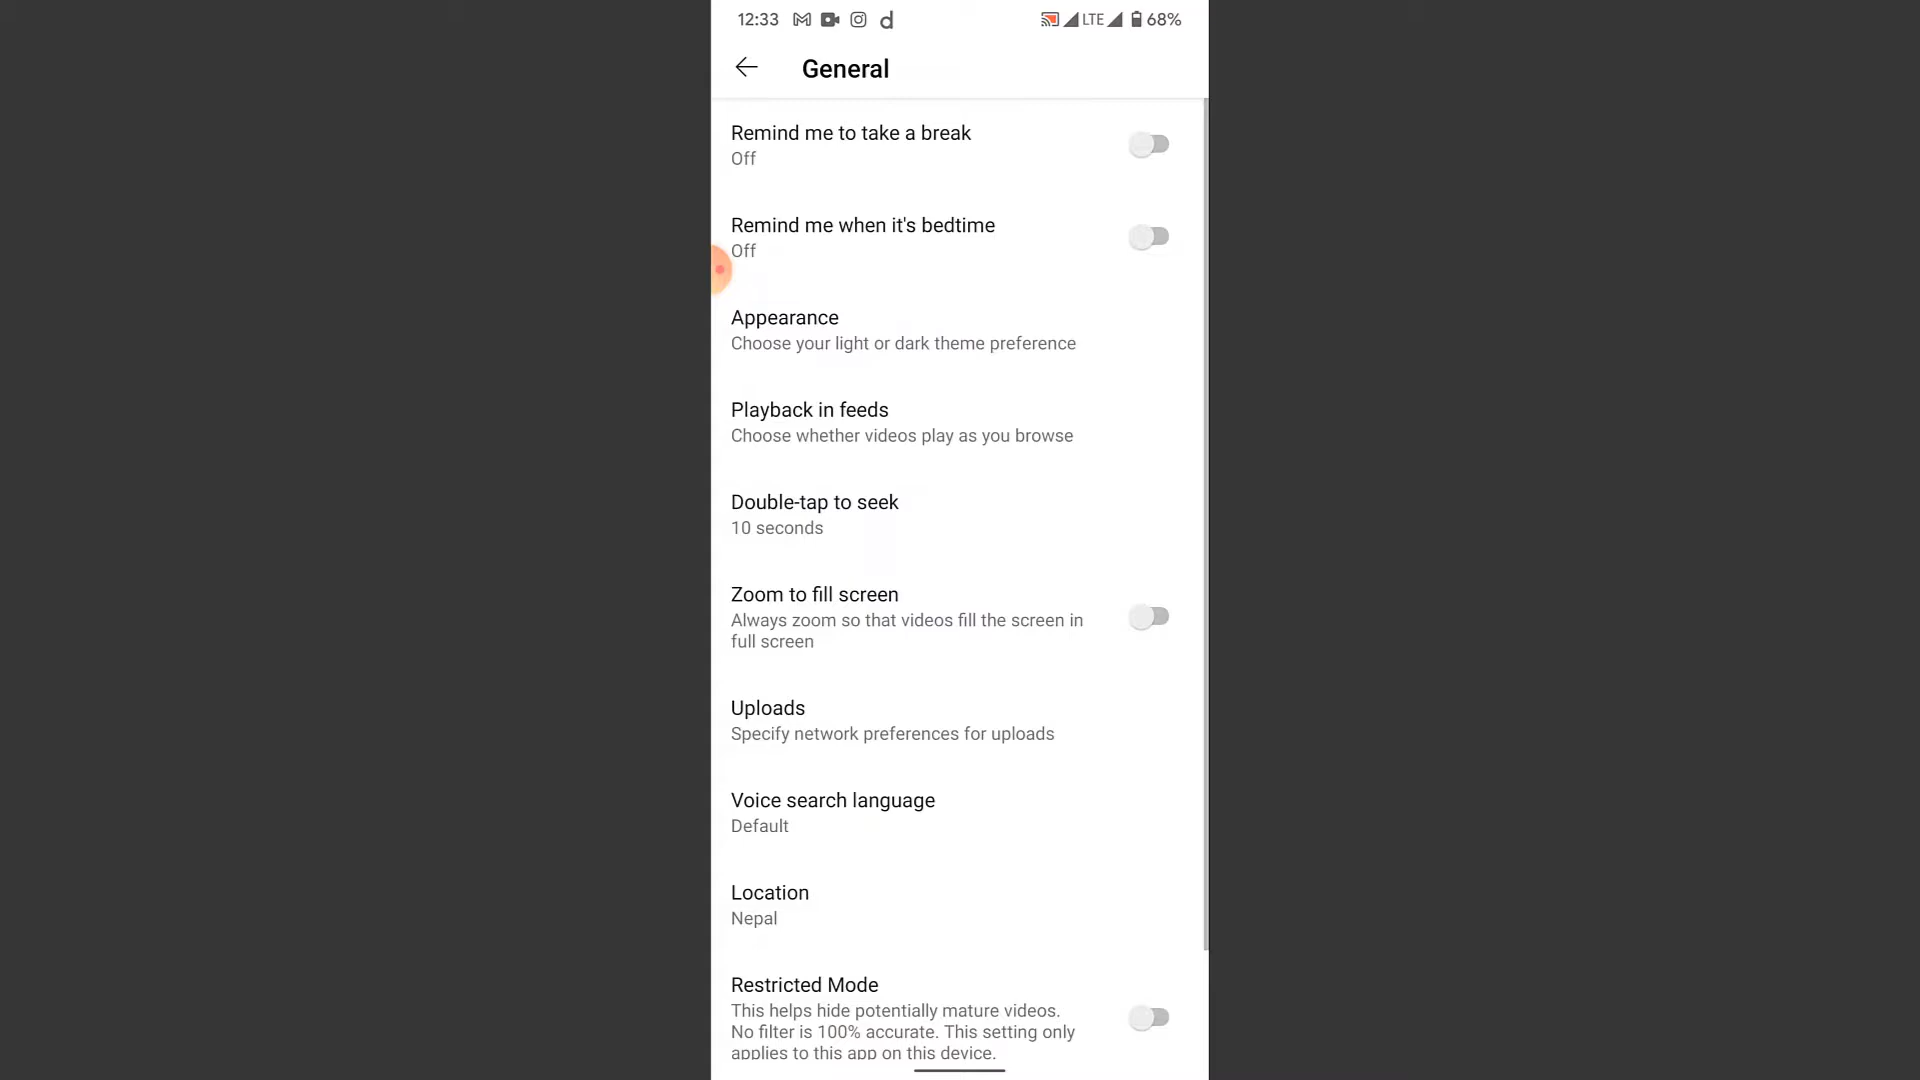 12:33 LTE 68%
General
Remind me to take a break
Off
Remind me when it's bedtime
Off
Appearance
Choose your light or dark theme preference
Playback in feeds
Choose whether videos play as you browse
Double-tap to seek
10 seconds
Zoom to fill screen
Always zoom so that videos fill the screen in
full screen
Uploads
Specify network preferences for uploads
Voice search language
Default
Location
Nepal
Restricted Mode
This helps hide potentially mature videos.
No filter is 100% accurate. This setting only
applies to this app on this device.